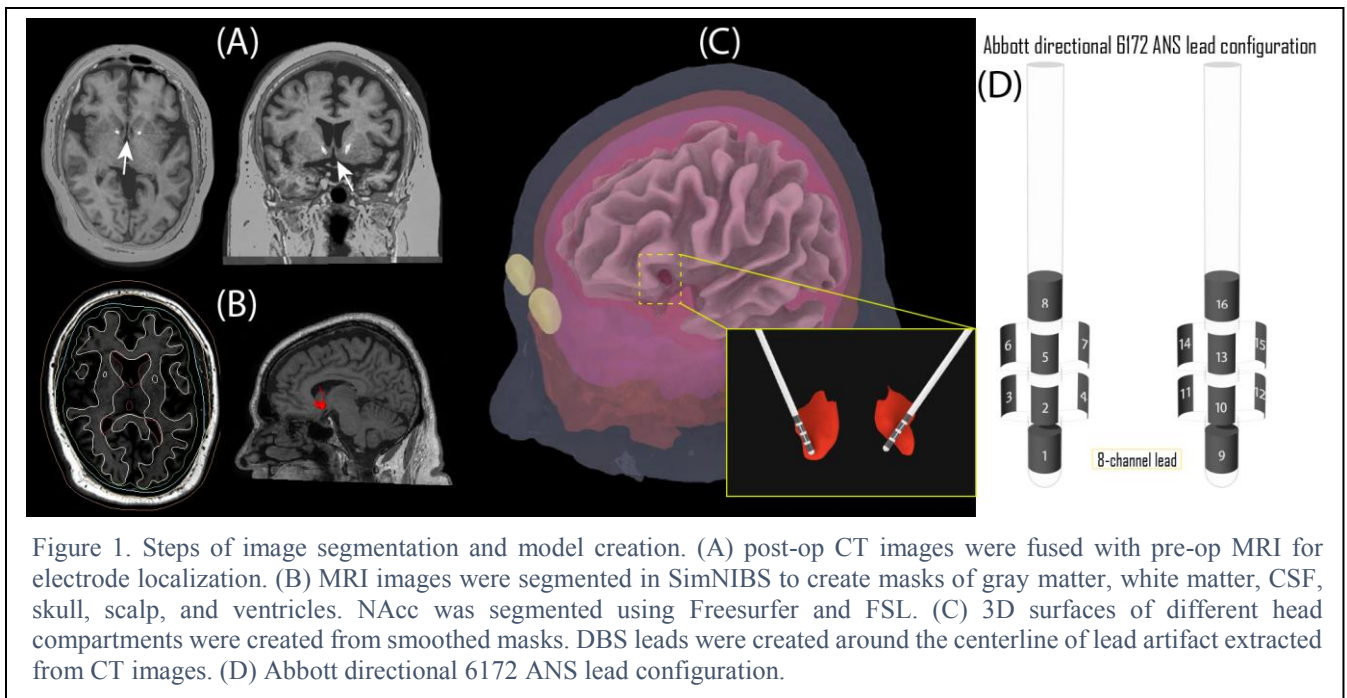 (A)
(C)
Abbott directional 6172 ANS lead configuration
(D)
(B)
8
6
5
7
3
2
4
1
16
14
13
15
11
10
12
9
8-channel lead
Figure 1. Steps of image segmentation and model creation. (A) post-op CT images were fused with pre-op MRI for
electrode localization. (B) MRI images were segmented in SimNIBS to create masks of gray matter, white matter, CSF,
skull, scalp, and ventricles. NAcc was segmented using Freesurfer and FSL. (C) 3D surfaces of different head
compartments were created from smoothed masks. DBS leads were created around the centerline of lead artifact extracted
from CT images. (D) Abbott directional 6172 ANS lead configuration.